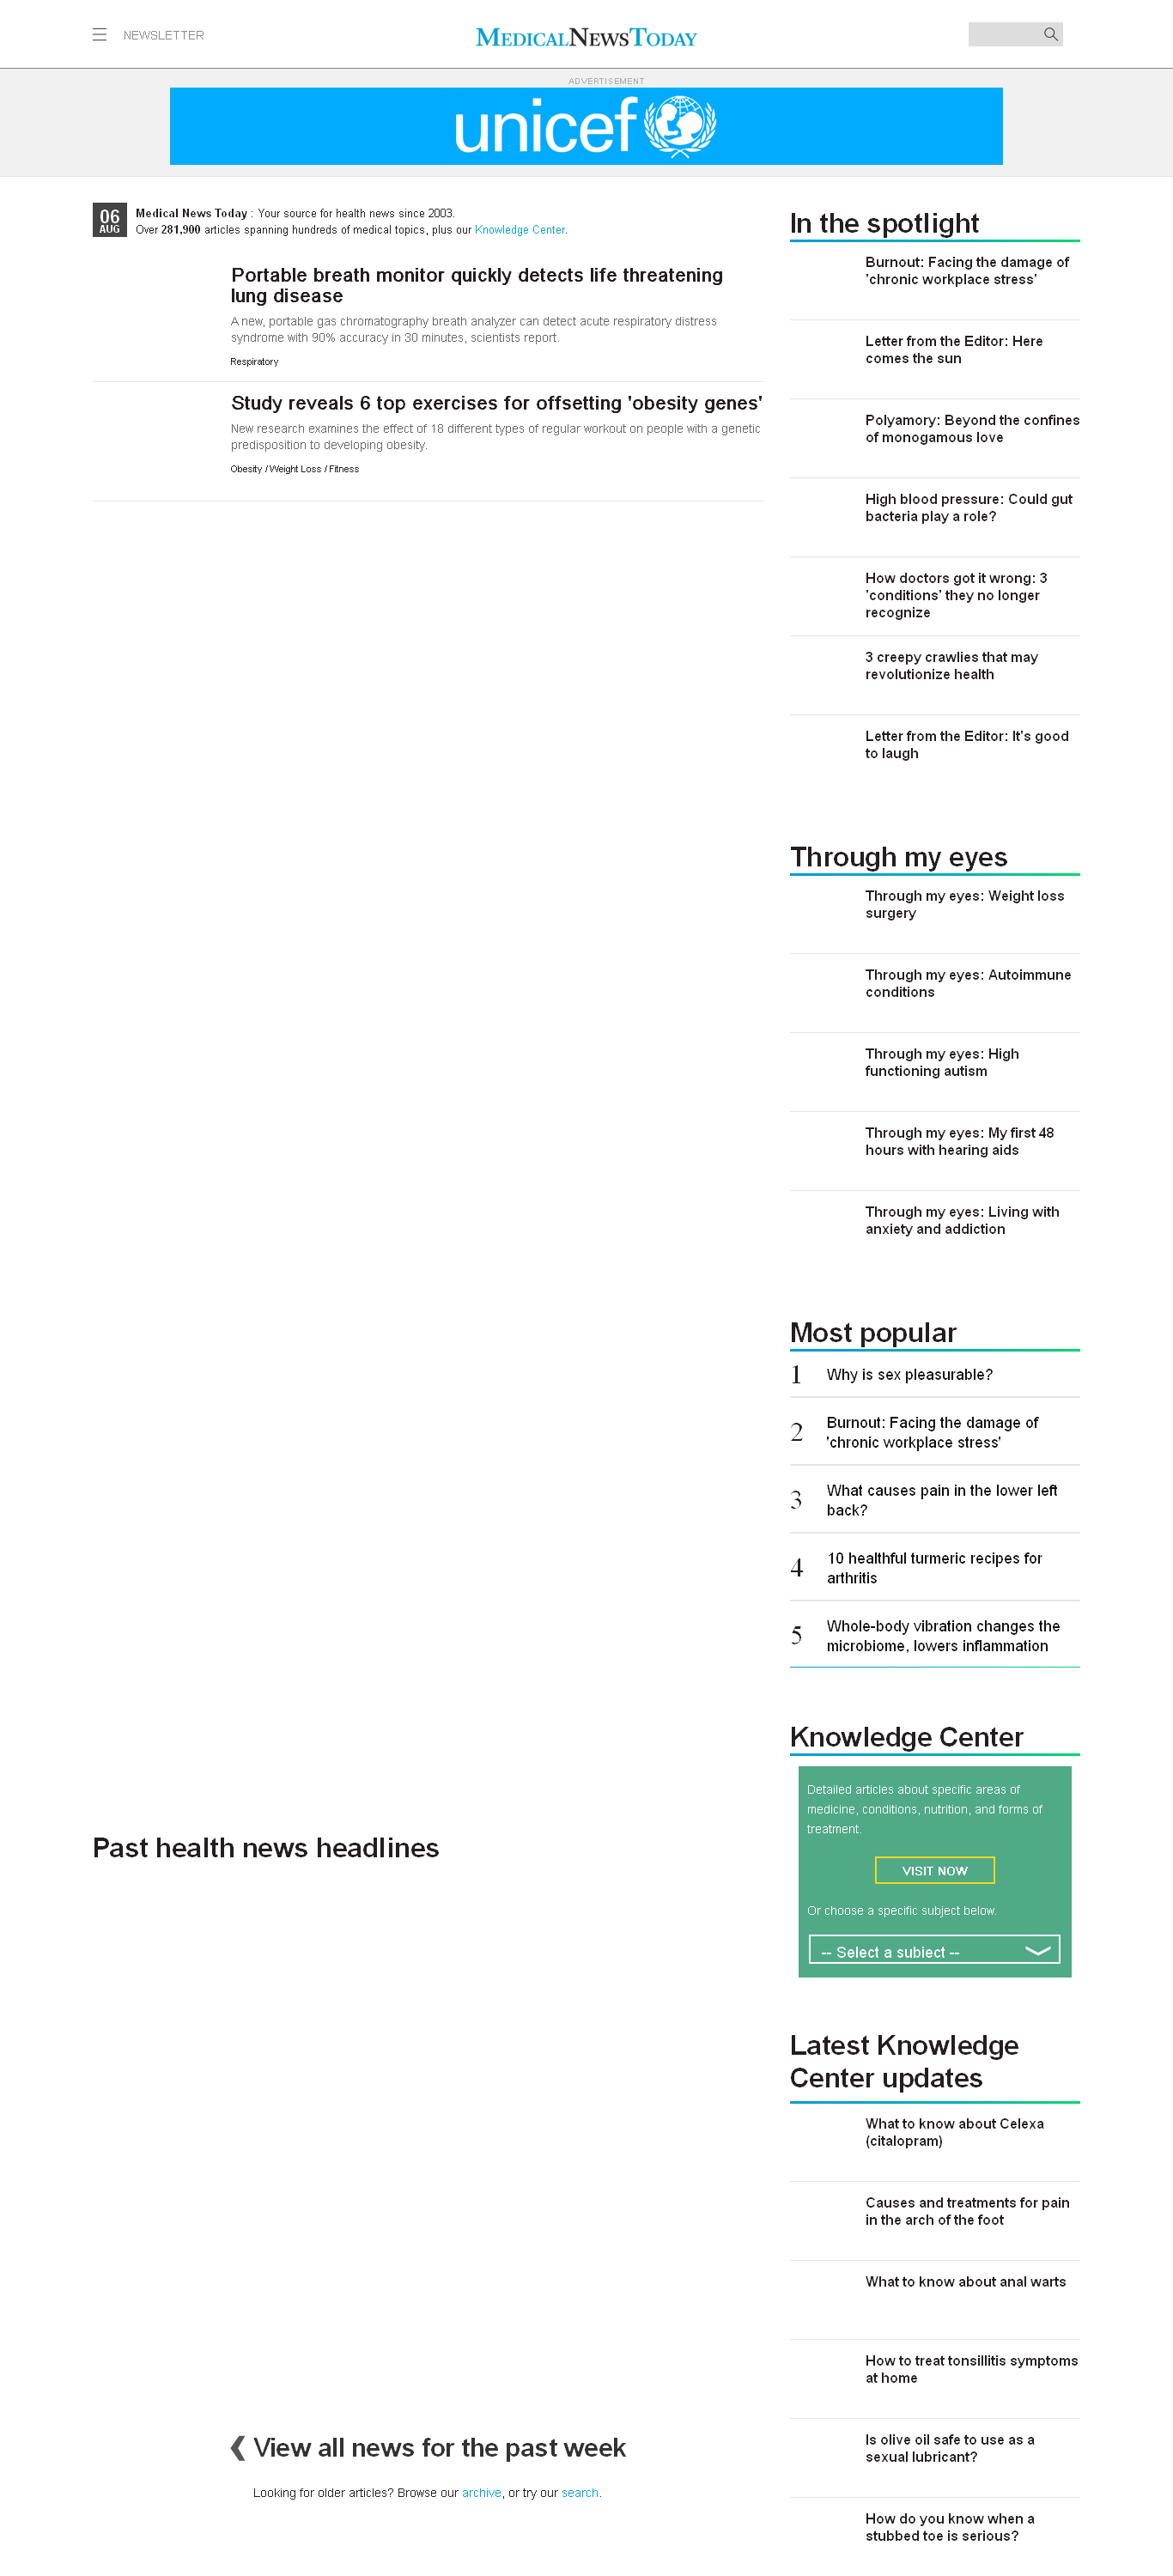 NEWSLETTER
MEDICALNEWSTODAY
ADVERTISEMENT
unicef
06
AUG
Medical News Today : Your source for health news since 2003.
Over 281,900 articles spanning hundreds of medical topics, plus our Knowledge Center.
Portable breath monitor quickly detects life threatening
lung disease
A new, portable gas chromatography breath analyzer can detect acute respiratory distress
syndrome with 90% accuracy in 30 minutes, scientists report.
Respiratory
Study reveals 6 top exercises for offsetting 'obesity genes'
New research examines the effect of 18 different types of regular workout on people with a genetic
predisposition to developing obesity.
Obesity / Weight Loss / Fitness
Past health news headlines
❮ View all news for the past week
Looking for older articles? Browse our archive, or try our search.
In the spotlight
Burnout: Facing the damage of
'chronic workplace stress'
Letter from the Editor: Here
comes the sun
Polyamory: Beyond the confines
of monogamous love
High blood pressure: Could gut
bacteria play a role?
How doctors got it wrong: 3
'conditions' they no longer
recognize
3 creepy crawlies that may
revolutionize health
Letter from the Editor: It's good
to laugh
Through my eyes
Through my eyes: Weight loss
surgery
Through my eyes: Autoimmune
conditions
Through my eyes: High
functioning autism
Through my eyes: My first 48
hours with hearing aids
Through my eyes: Living with
anxiety and addiction
Most popular
1 Why is sex pleasurable?
2 Burnout: Facing the damage of
'chronic workplace stress'
3 What causes pain in the lower left
back?
4 10 healthful turmeric recipes for
arthritis
5 Whole-body vibration changes the
microbiome, lowers inflammation
Knowledge Center
Detailed articles about specific areas of
medicine, conditions, nutrition, and forms of
treatment.
VISIT NOW
Or choose a specific subject below.
-- Select a subject --
Latest Knowledge
Center updates
What to know about Celexa
(citalopram)
Causes and treatments for pain
in the arch of the foot
What to know about anal warts
How to treat tonsillitis symptoms
at home
Is olive oil safe to use as a
sexual lubricant?
How do you know when a
stubbed toe is serious?